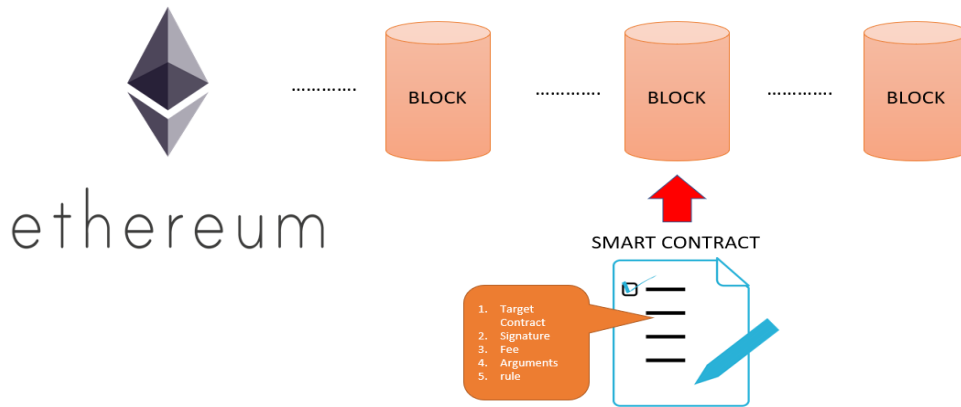 BLOCK
BLOCK
BLOCK
ethereum
SMART CONTRACT
1. Target
Contract
2. Signature
3. Fee
4. Arguments
5. rule